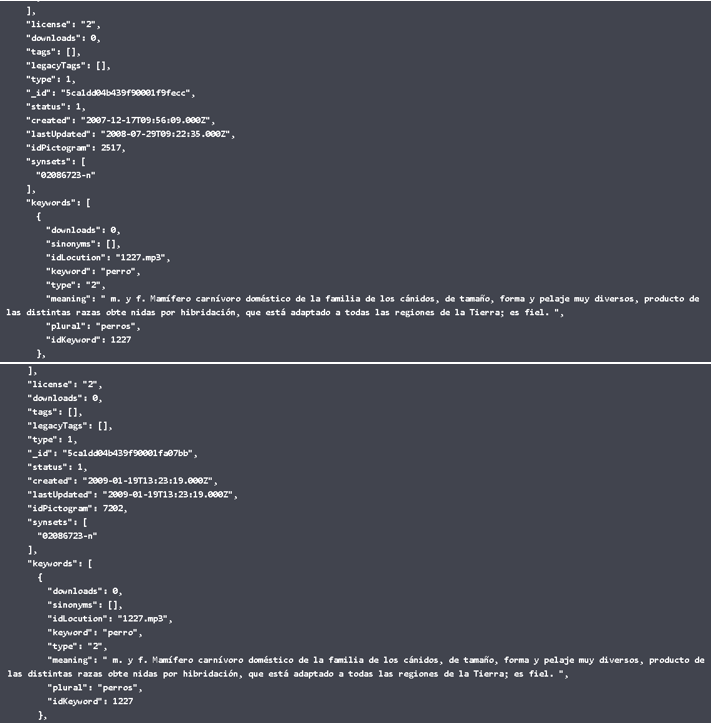 ],
"license": "2",
"downloads": 0,
"tags": [],
"legacyTags": [],
"type": 1,
"_id": "5ca1dd04b439f90001f9fecc",
"status": 1,
"created": "2007-12-17T09:56:09.000Z",
"lastUpdated": "2008-07-29T09:22:35.000Z",
"idPictogram": 2517,
"synsets": [
"02086723-n"
],
"keywords": [
{
"downloads": 0,
"sinonyms": [],
"idLocution": "1227.mp3",
"keyword": "perro",
"type": "2",
"meaning": " m. y f. Mamífero carnívoro doméstico de la familia de los cánidos, de tamaño, forma y pelaje muy diversos, producto de
las distintas razas obte nidas por hibridación, que está adaptado a todas las regiones de la Tierra; es fiel. ",
"plural": "perros",
"idKeyword": 1227
},
],
"license": "2",
"downloads": 0,
"tags": [],
"legacyTags": [],
"type": 1,
"_id": "5ca1dd04b439f90001fa07bb",
"status": 1,
"created": "2009-01-19T13:23:19.000Z",
"lastUpdated": "2009-01-19T13:23:19.000Z",
"idPictogram": 7202,
"synsets": [
"02086723-n"
],
"keywords": [
{
"downloads": 0,
"sinonyms": [],
"idLocution": "1227.mp3",
"keyword": "perro",
"type": "2",
"meaning": " m. y f. Mamífero carnívoro doméstico de la familia de los cánidos, de tamaño, forma y pelaje muy diversos, producto de
las distintas razas obte nidas por hibridación, que está adaptado a todas las regiones de la Tierra; es fiel. ",
"plural": "perros",
"idKeyword": 1227
},